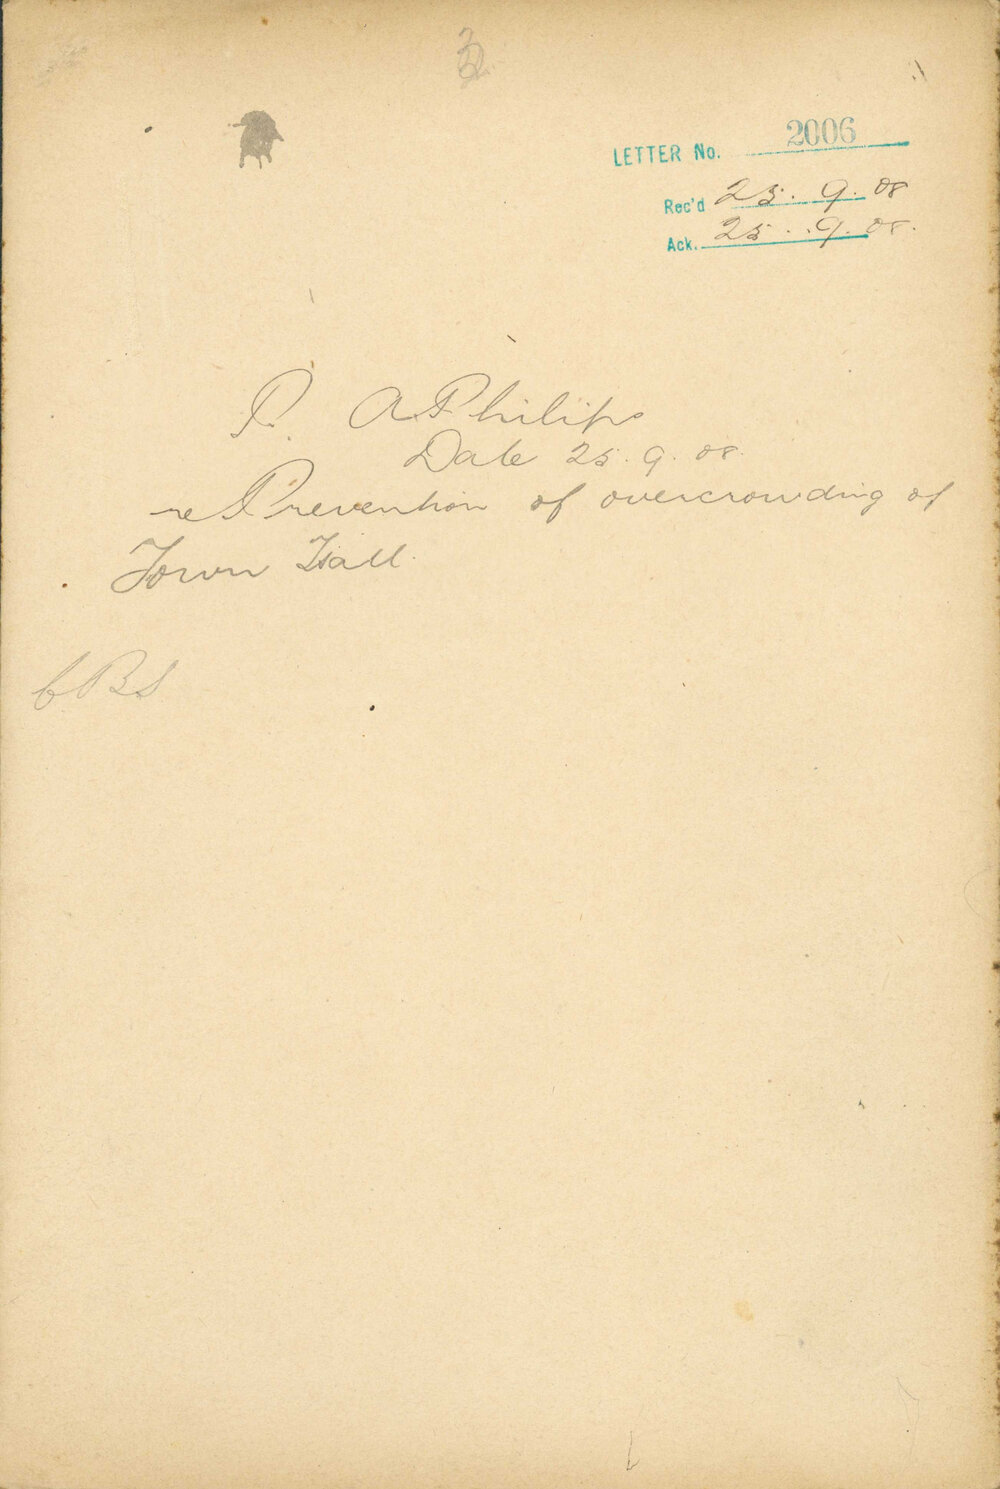 LETTER No. 2006
Rec'd 25. 9. 08
Ack. 25. 9. 08.
P. A Philips
Date 25. 9. 08.
re Prevention of overcrowding of
Town Hall.